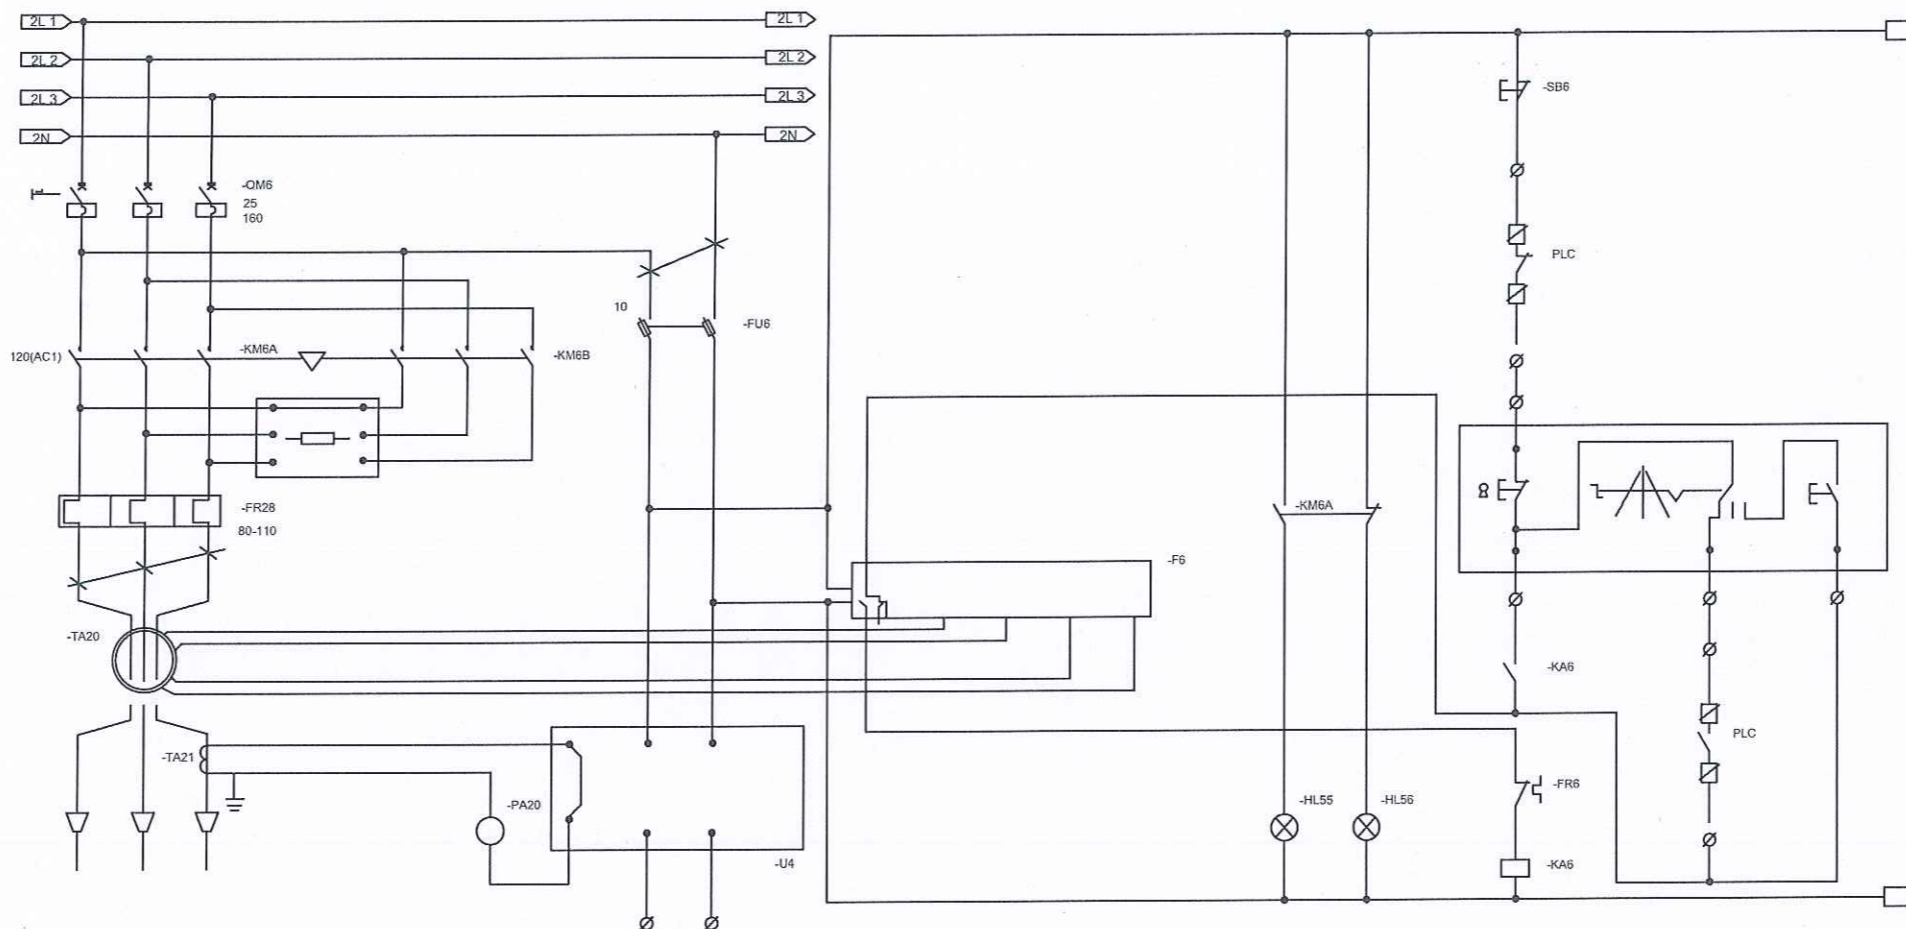 2L 1
2L 1
2L 2
2L 2
2L 3
2L 3
2N
2N
-SB6
-QM6
25
160
PLC
10
-FU6
120(AC1)
-KM6A
-KM6B
-KM6A
-FR28
80-110
-F6
-TA20
-KA6
-TA21
PLC
-PA20
-HL55
-HL56
-FR6
-U4
-KA6